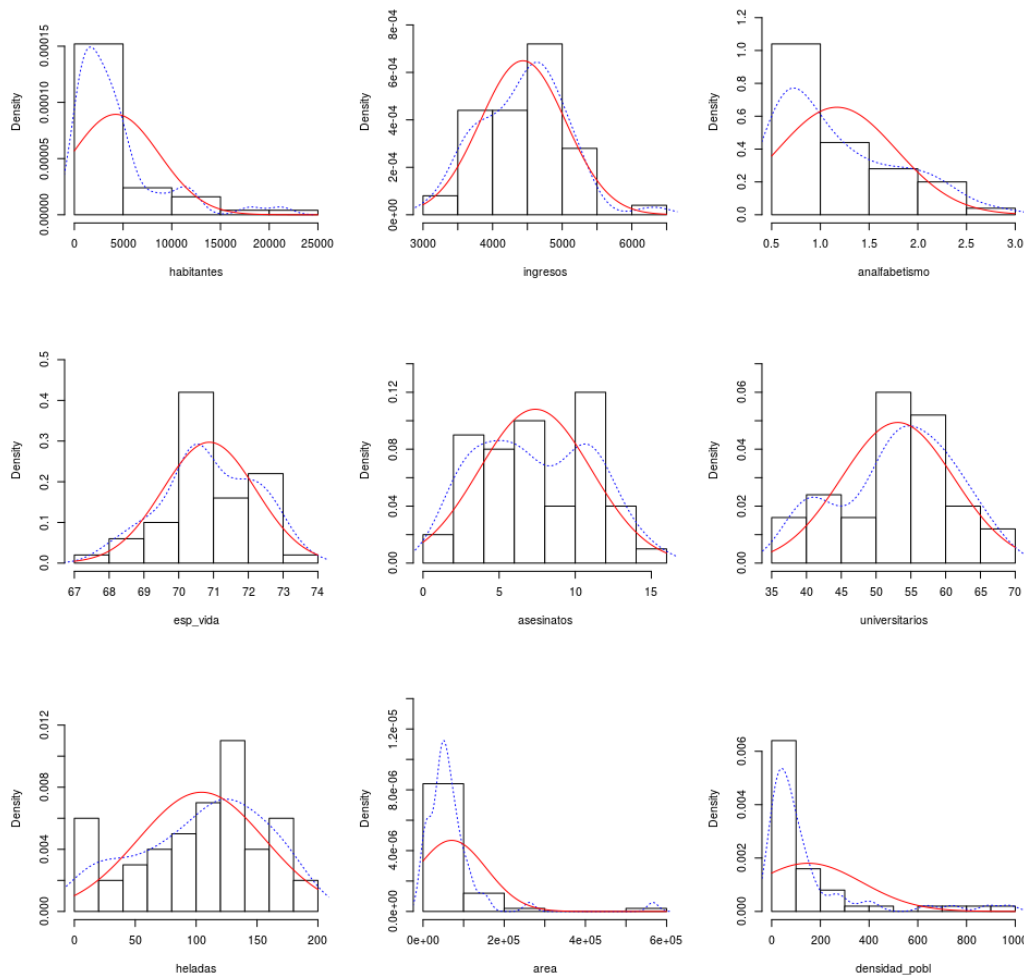 Density
0.00000 0.00005 0.00010 0.00015
0 5000 10000 15000 20000 25000
habitantes
Density
0e+00 4e-04 8e-04
3000 4000 5000 6000
ingresos
Density
0.0 0.2 0.4 0.6 0.8 1.0 1.2
0.5 1.0 1.5 2.0 2.5 3.0
analfabetismo
Density
0.0 0.1 0.2 0.3 0.4 0.5
67 68 69 70 71 72 73 74
esp_vida
Density
0.00 0.04 0.08 0.12
0 5 10 15
asesinatos
Density
0.00 0.02 0.04 0.06
35 40 45 50 55 60 65 70
universitarios
Density
0.000 0.004 0.008 0.012
0 50 100 150 200
heladas
Density
0.0e+00 4.0e-06 8.0e-06 1.2e-05
0e+00 2e+05 4e+05 6e+05
area
Density
0.000 0.002 0.004 0.006
0 200 400 600 800 1000
densidad_pobl